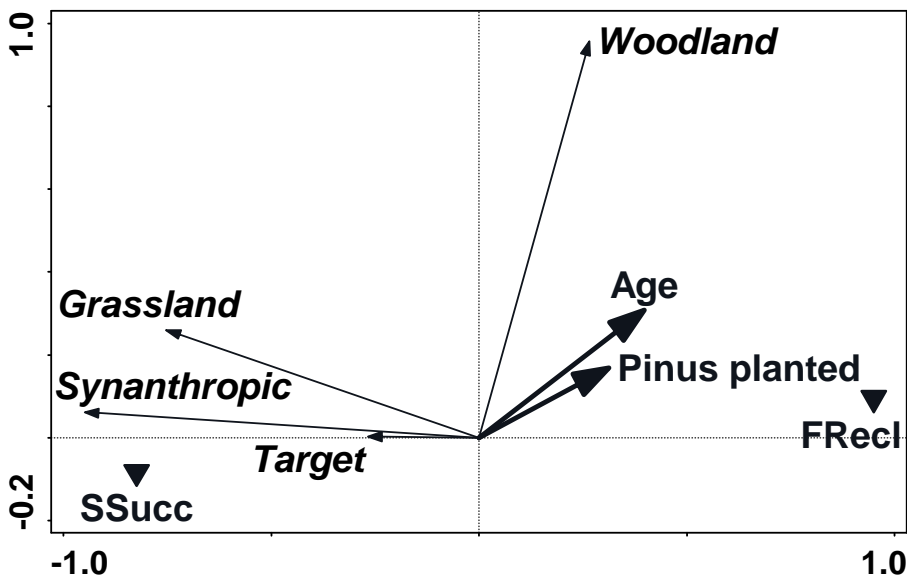 1.0
Woodland
Age
Grassland
Pinus planted
Synanthropic
FRecl
Target
SSucc
-0.2
-1.0
1.0